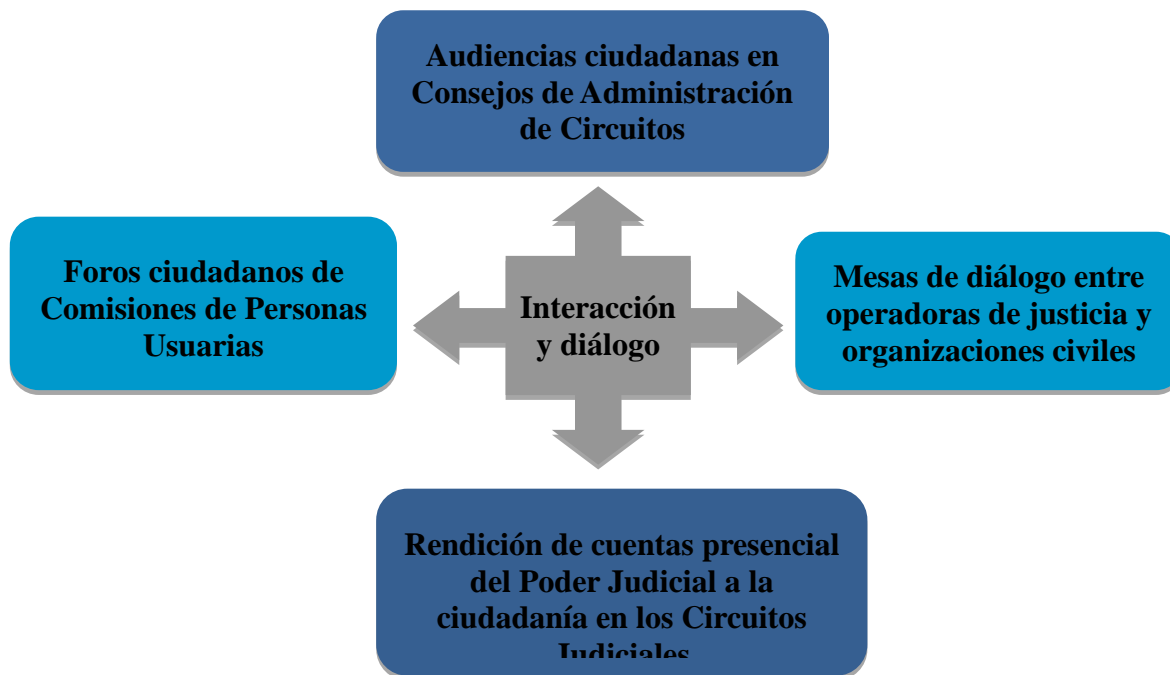 Audiencias ciudadanas en
Consejos de Administración
de Circuitos
Foros ciudadanos de
Comisiones de Personas
Usuarias
Interacción
y diálogo
Mesas de diálogo entre
operadoras de justicia y
organizaciones civiles
Rendición de cuentas presencial
del Poder Judicial a la
ciudadanía en los Circuitos
Judiciales